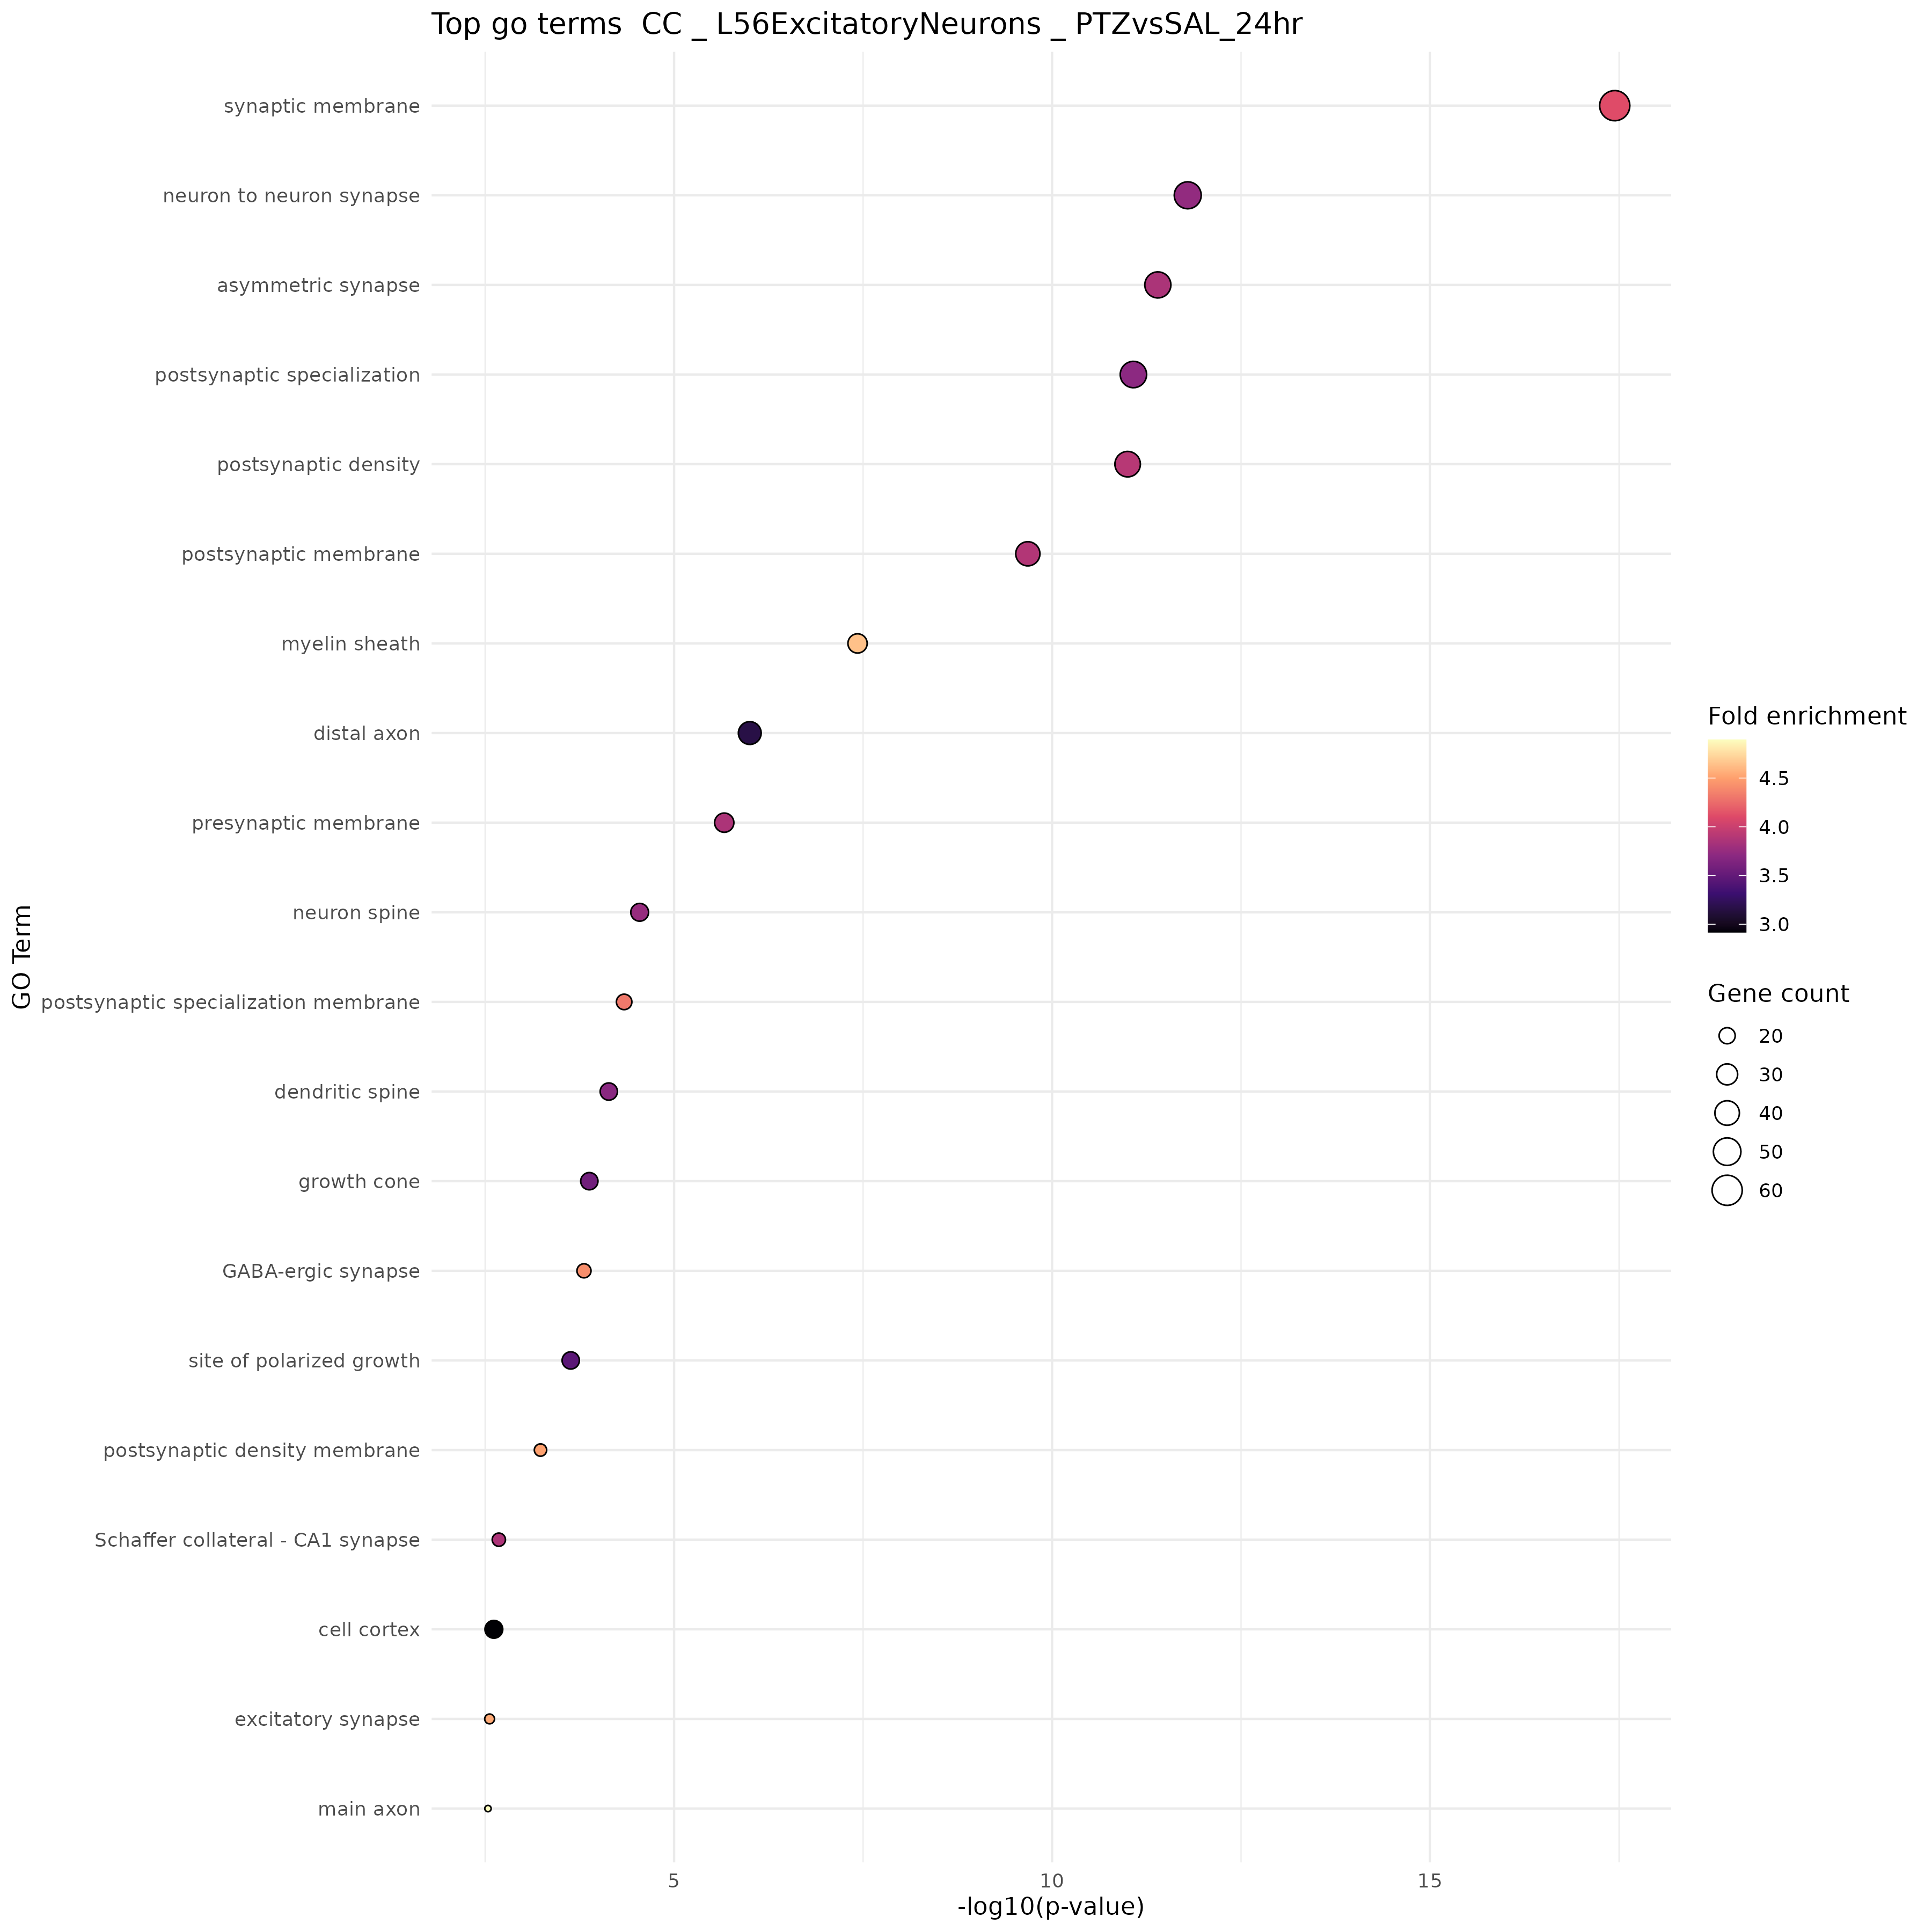 Top go terms  CC _ L56ExcitatoryNeurons _ PTZvsSAL_24hr
synaptic membrane
neuron to neuron synapse
asymmetric synapse
postsynaptic specialization
postsynaptic density
postsynaptic membrane
myelin sheath
distal axon
presynaptic membrane
neuron spine
postsynaptic specialization membrane
dendritic spine
growth cone
GABA-ergic synapse
site of polarized growth
postsynaptic density membrane
Schaffer collateral - CA1 synapse
cell cortex
excitatory synapse
main axon
GO Term
5 10 15
-log10(p-value)
Fold enrichment
4.5
4.0
3.5
3.0
Gene count
20
30
40
50
60